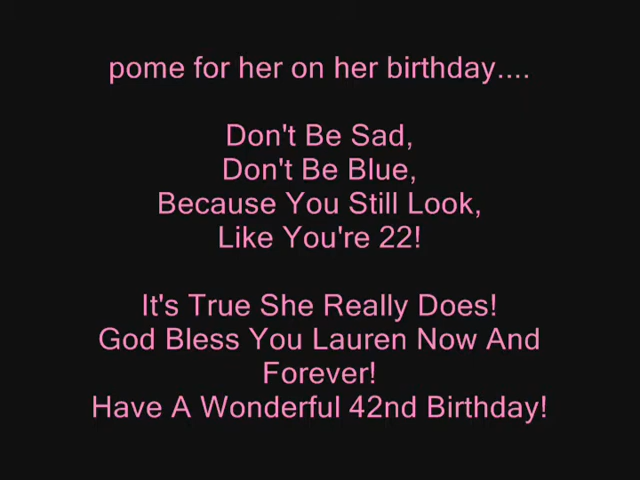 pome for her on her birthday....
Don't Be Sad,
Don't Be Blue,
Because You Still Look,
Like You're 22!
It's True She Really Does!
God Bless You Lauren Now And
Forever!
Have A Wonderful 42nd Birthday!